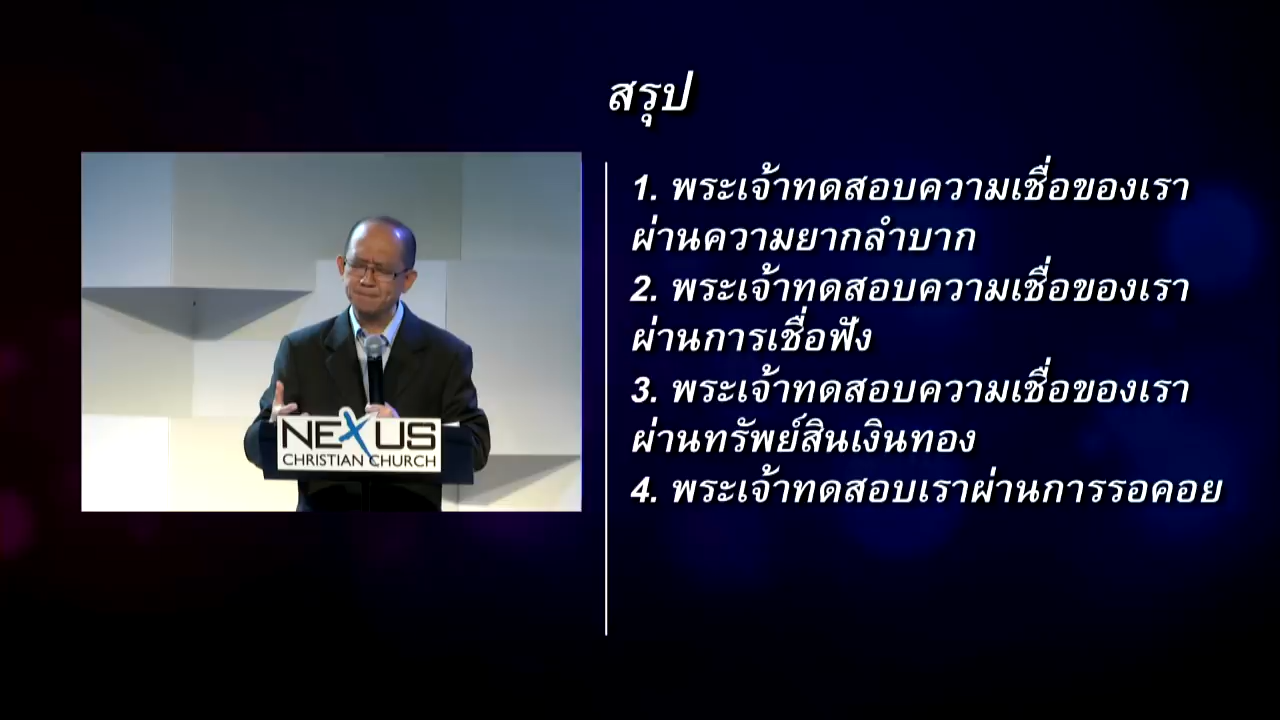 สรุป
1. พระเจ้าทดสอบความเชื่อของเรา
ผ่านความยากลำบาก
2. พระเจ้าทดสอบความเชื่อของเรา
ผ่านการเชื่อฟัง
3. พระเจ้าทดสอบความเชื่อของเรา
ผ่านทรัพย์สินเงินทอง
4. พระเจ้าทดสอบเราผ่านการรอคอย
NEXUS
CHRISTIAN CHURCH